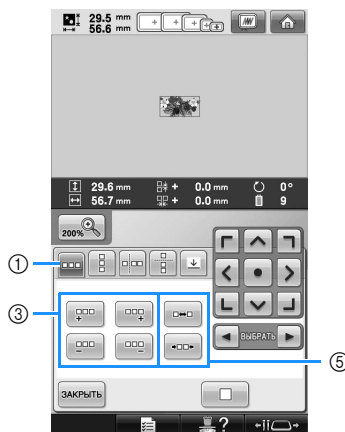 29.5 mm
56.6 mm
29.6 mm + 0.0 mm 0°
56.7 mm + 0.0 mm 9
200%
①
③
ВЫБРАТЬ
⑤
ЗАКРЫТЬ
?